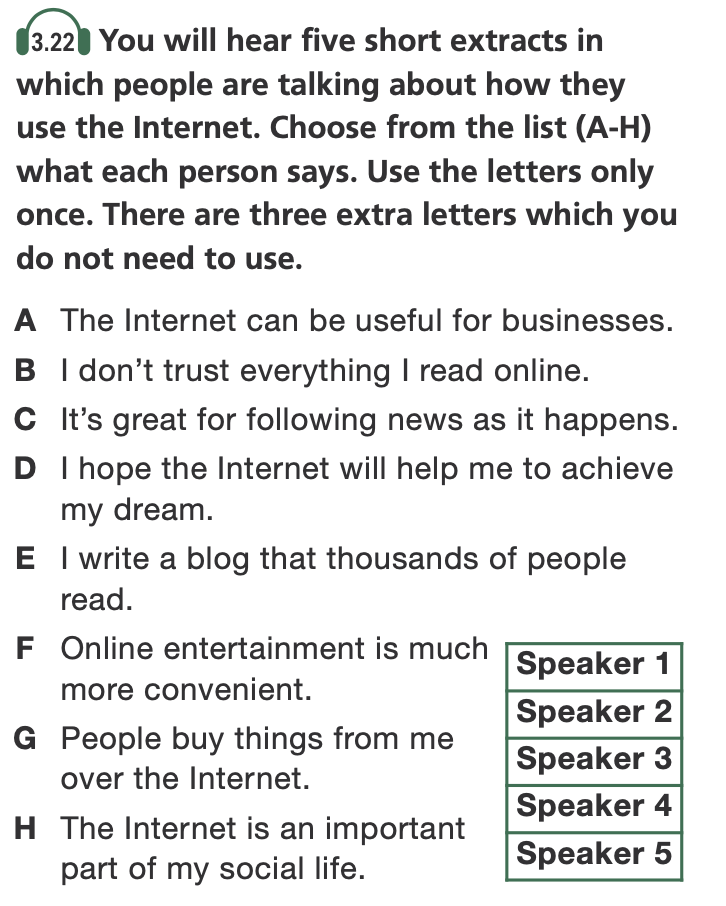 3.22 You will hear five short extracts in
which people are talking about how they
use the Internet. Choose from the list (A-H)
what each person says. Use the letters only
once. There are three extra letters which you
do not need to use.
A The Internet can be useful for businesses.
B I don't trust everything I read online.
C It's great for following news as it happens.
D I hope the Internet will help me to achieve
my dream.
E I write a blog that thousands of people
read.
F Online entertainment is much
more convenient.
G People buy things from me
over the Internet.
H The Internet is an important
part of my social life.
Speaker 1
Speaker 2
Speaker 3
Speaker 4
Speaker 5